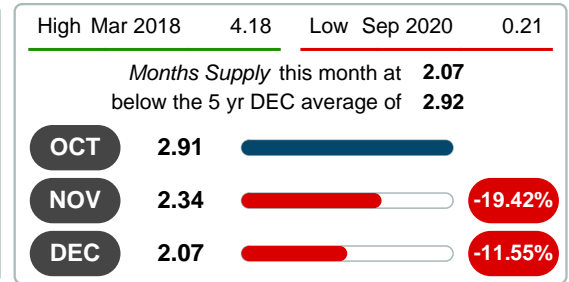 High Mar 2018 4.18 Low Sep 2020 0.21
Months Supply this month at 2.07
below the 5 yr DEC average of 2.92
OCT 2.91
NOV 2.34 -19.42%
DEC 2.07 -11.55%